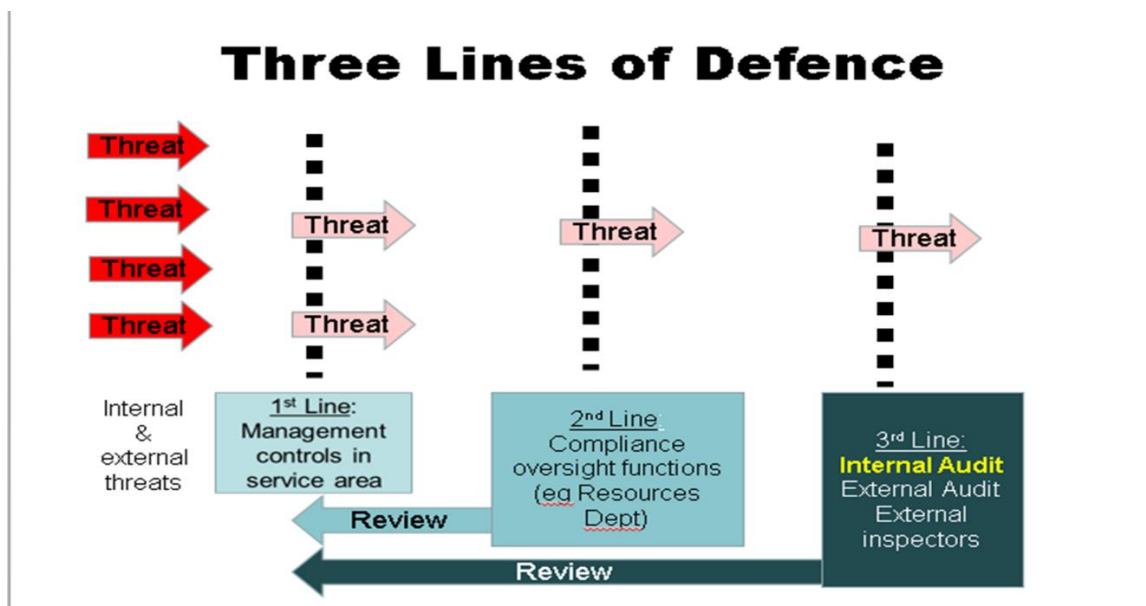 Three Lines of Defence
Threat
Threat
Threat
Threat
Threat
Threat
Threat
Threat
Internal
&
external
threats
1st Line:
Management
controls in
service area
2nd Line:
Compliance
oversight functions
(eg Resources
Dept)
3rd Line:
Internal Audit
External Audit
External
inspectors
Review
Review